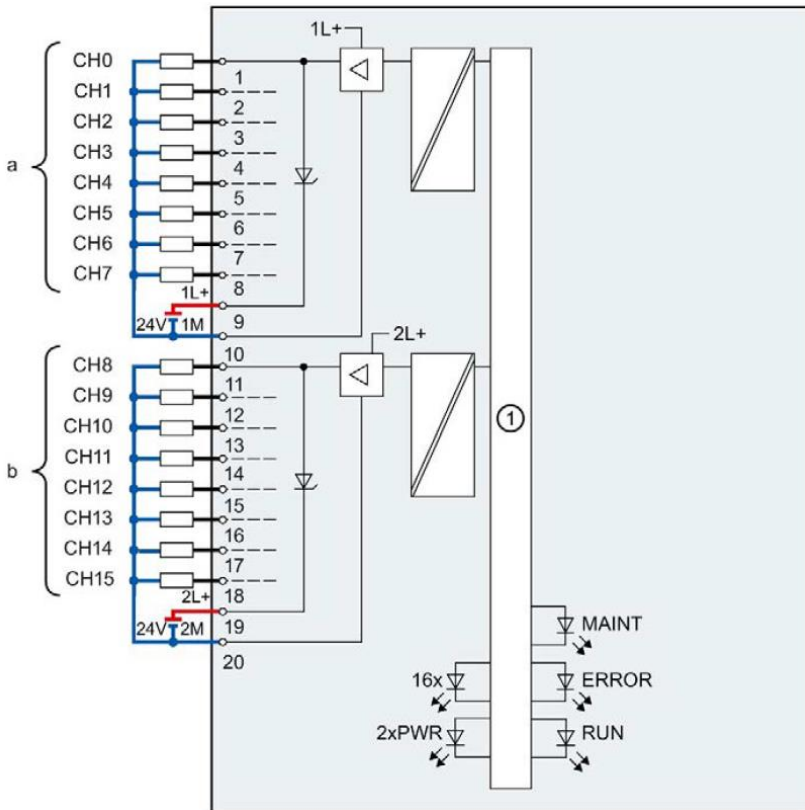 1L+
CH0
1
CH1
2
CH2
3
a
CH3
4
CH4
5
CH5
6
CH6
7
CH7
8
1L+
24V 1M
9
2L+
10
CH8
11
CH9
12
CH10
13
CH11
①
14
b
CH12
15
CH13
16
CH14
17
CH15
18
2L+
24V 2M
19
20
MAINT
16x
ERROR
2xPWR
RUN